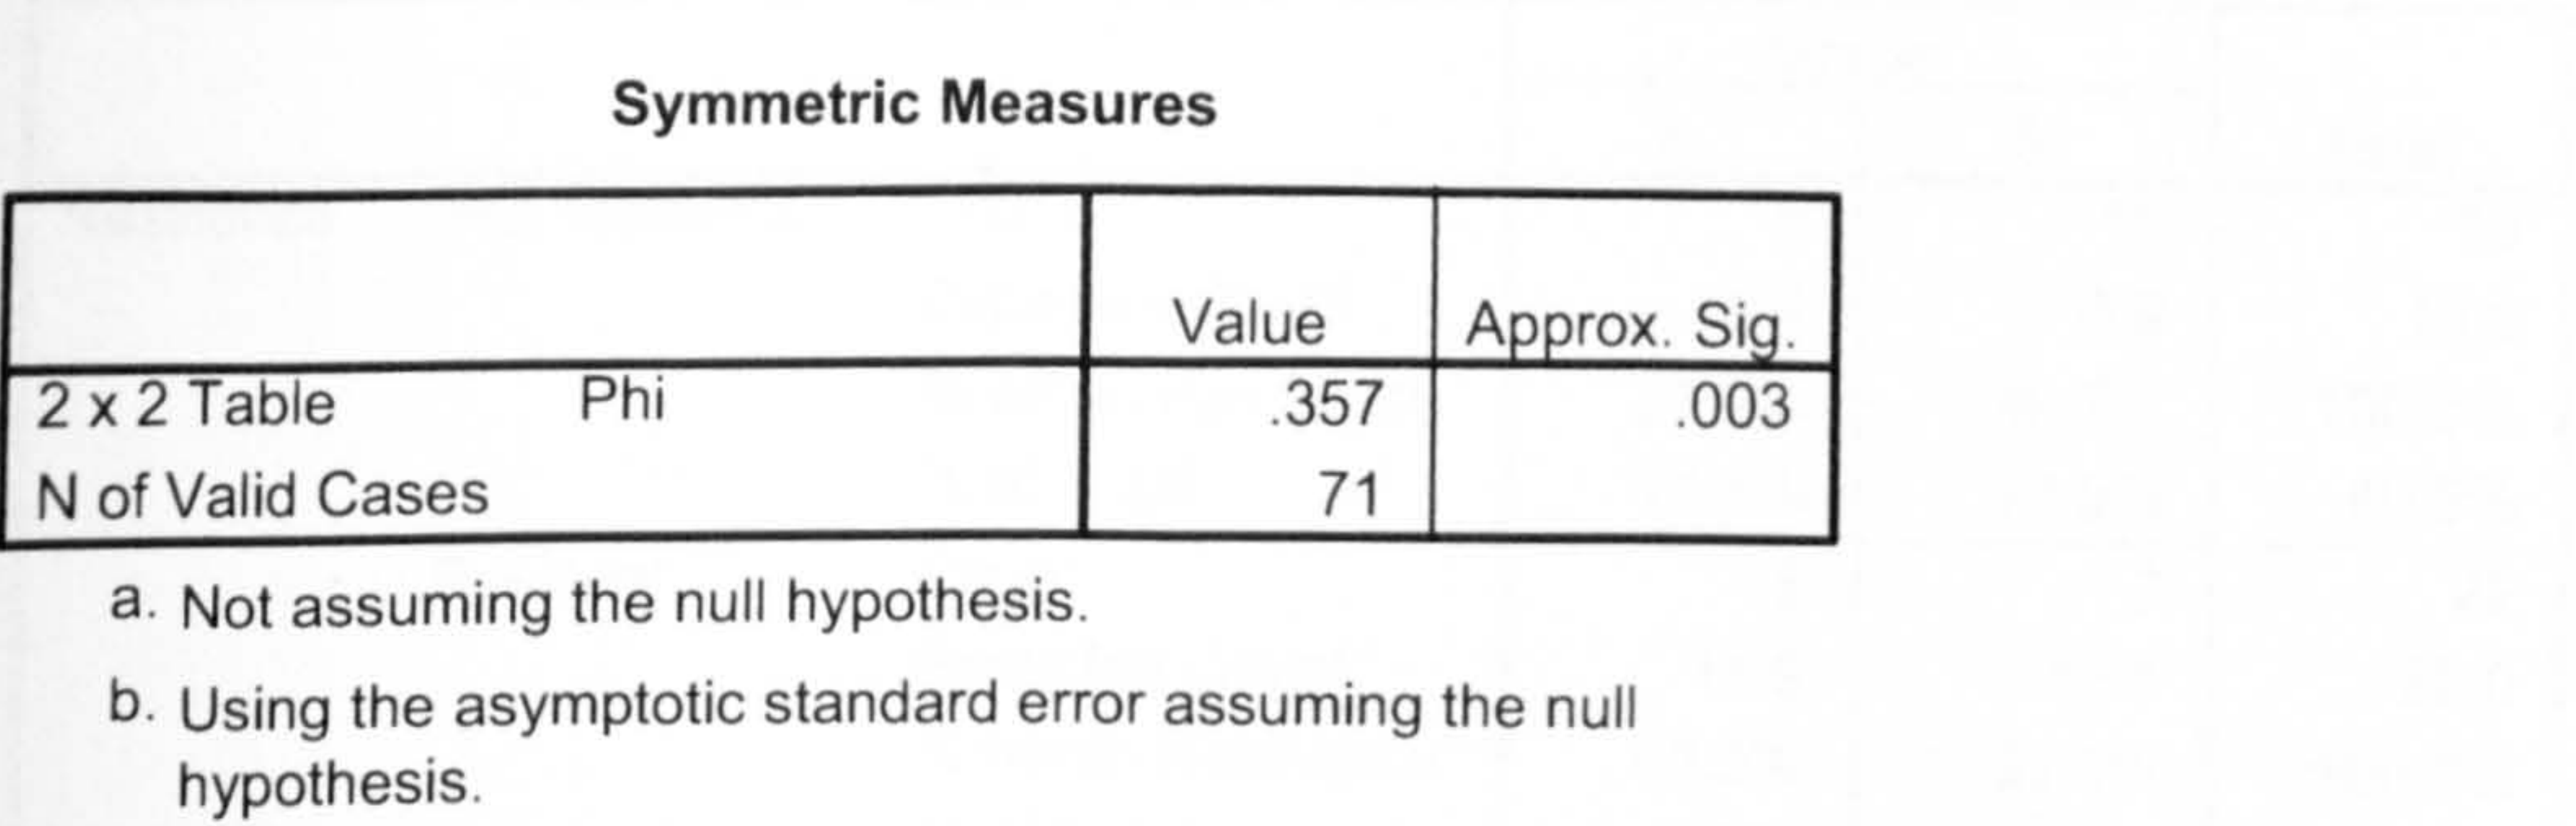 Symmetric Measures
Value Approx. Sig.
2 x 2 Table Phi .357 .003
N of Valid Cases 71
a. Not assuming the null hypothesis.
b. Using the asymptotic standard error assuming the null
hypothesis.